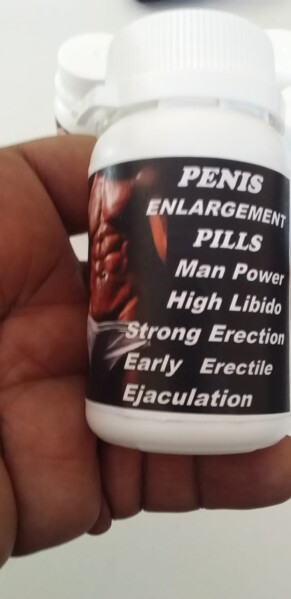 PENIS
ENLARGEMENT
PILLS
Man Power
High Libido
Strong Erection
Early Erectile
Ejaculation